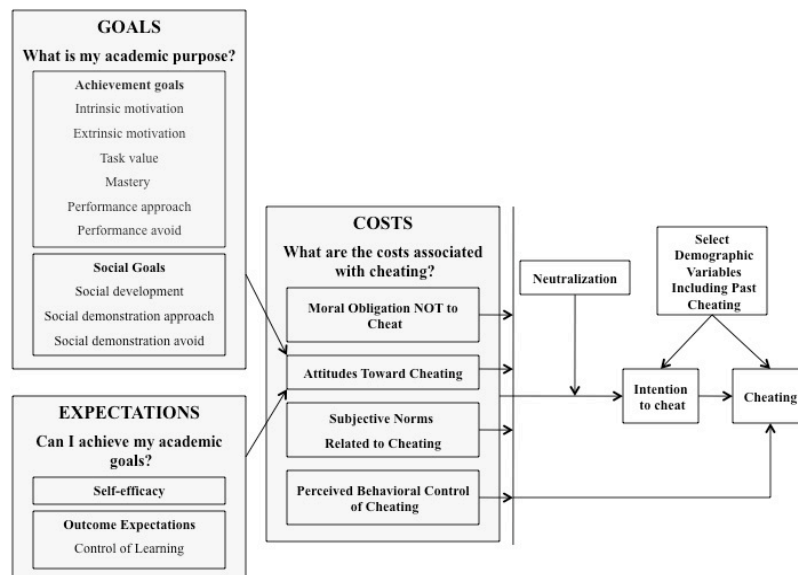 GOALS
What is my academic purpose?
Achievement goals
Intrinsic motivation
Extrinsic motivation
Task value
Mastery
Performance approach
Performance avoid
Social Goals
Social development
Social demonstration approach
Social demonstration avoid
EXPECTATIONS
Can I achieve my academic
goals?
Self-efficacy
Outcome Expectations
Control of Learning
COSTS
What are the costs associated
with cheating?
Moral Obligation NOT to
Cheat
Attitudes Toward Cheating
Subjective Norms
Related to Cheating
Perceived Behavioral Control
of Cheating
Neutralization
Select
Demographic
Variables
Including Past
Cheating
Intention
to cheat
Cheating